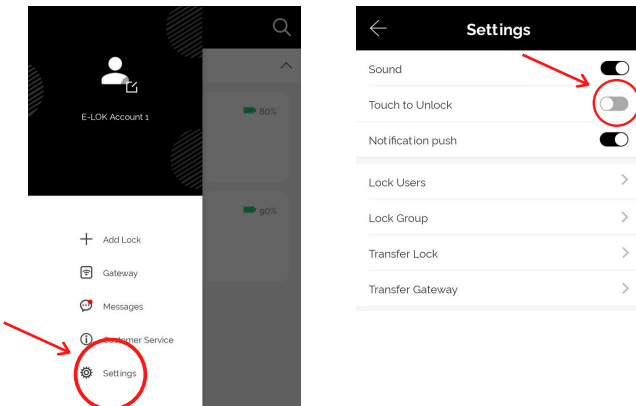 E-LOK Account 1
80%
90%
Add Lock
Gateway
Messages
Customer Service
Settings
Settings
Sound
Touch to Unlock
Notification push
Lock Users
Lock Group
Transfer Lock
Transfer Gateway